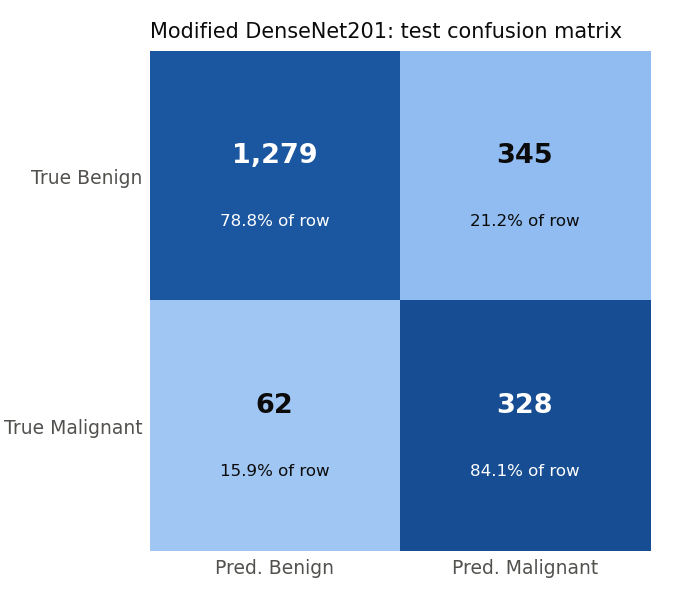 Modified DenseNet201: test confusion matrix
True Benign
1,279
345
78.8% of row
21.2% of row
True Malignant
62
328
15.9% of row
84.1% of row
Pred. Benign
Pred. Malignant